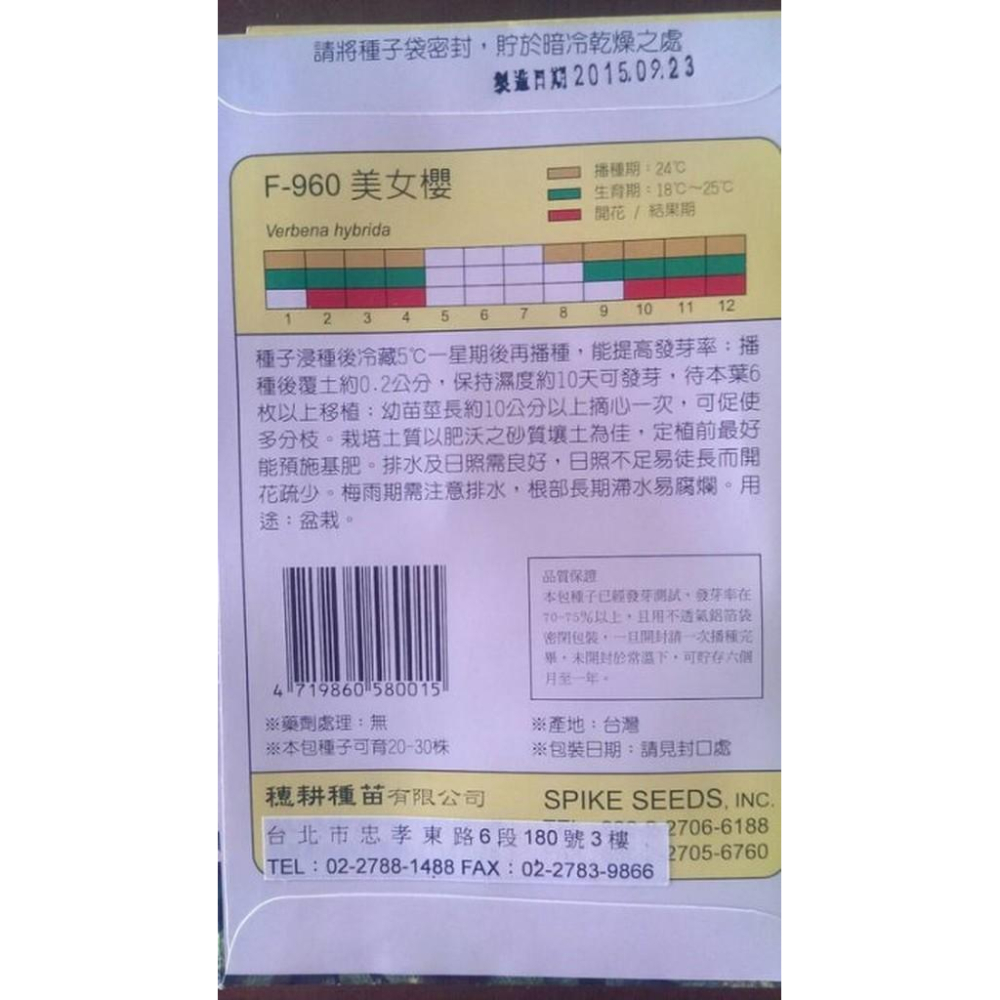 請將種子袋密封，貯於暗冷乾燥之處
製造日期2015.09.23
F-960 美女櫻
Verbena hybrida
播種期：24℃
生育期：18℃～25℃
開花 / 結果期
1 2 3 4 5 6 7 8 9 10 11 12
種子浸種後冷藏5℃一星期後再播種，能提高發芽率：播
種後覆土約0.2公分，保持濕度約10天可發芽，待本葉6
枚以上移植：幼苗莖長約10公分以上摘心一次，可促使
多分枝。栽培土質以肥沃之砂質壤土為佳，定植前最好
能預施基肥。排水及日照需良好，日照不足易徒長而開
花疏少。梅雨期需注意排水，根部長期滯水易腐爛。用
途：盆栽。
4 719860 580015
品質保證
本包種子已經發芽測試，發芽率在
70-75%以上，且用不透氣鋁箔袋
密閉包裝，一旦開封請一次播種完
畢，未開封於常溫下，可貯存六個
月至一年。
※藥劑處理：無
※本包種子可育20-30株
※產地：台灣
※包裝日期：請見封口處
穗耕種苗有限公司
SPIKE SEEDS, INC.
2706-6188
2705-6760
台北市忠孝東路6段180號3樓
TEL：02-2788-1488 FAX：02-2783-9866